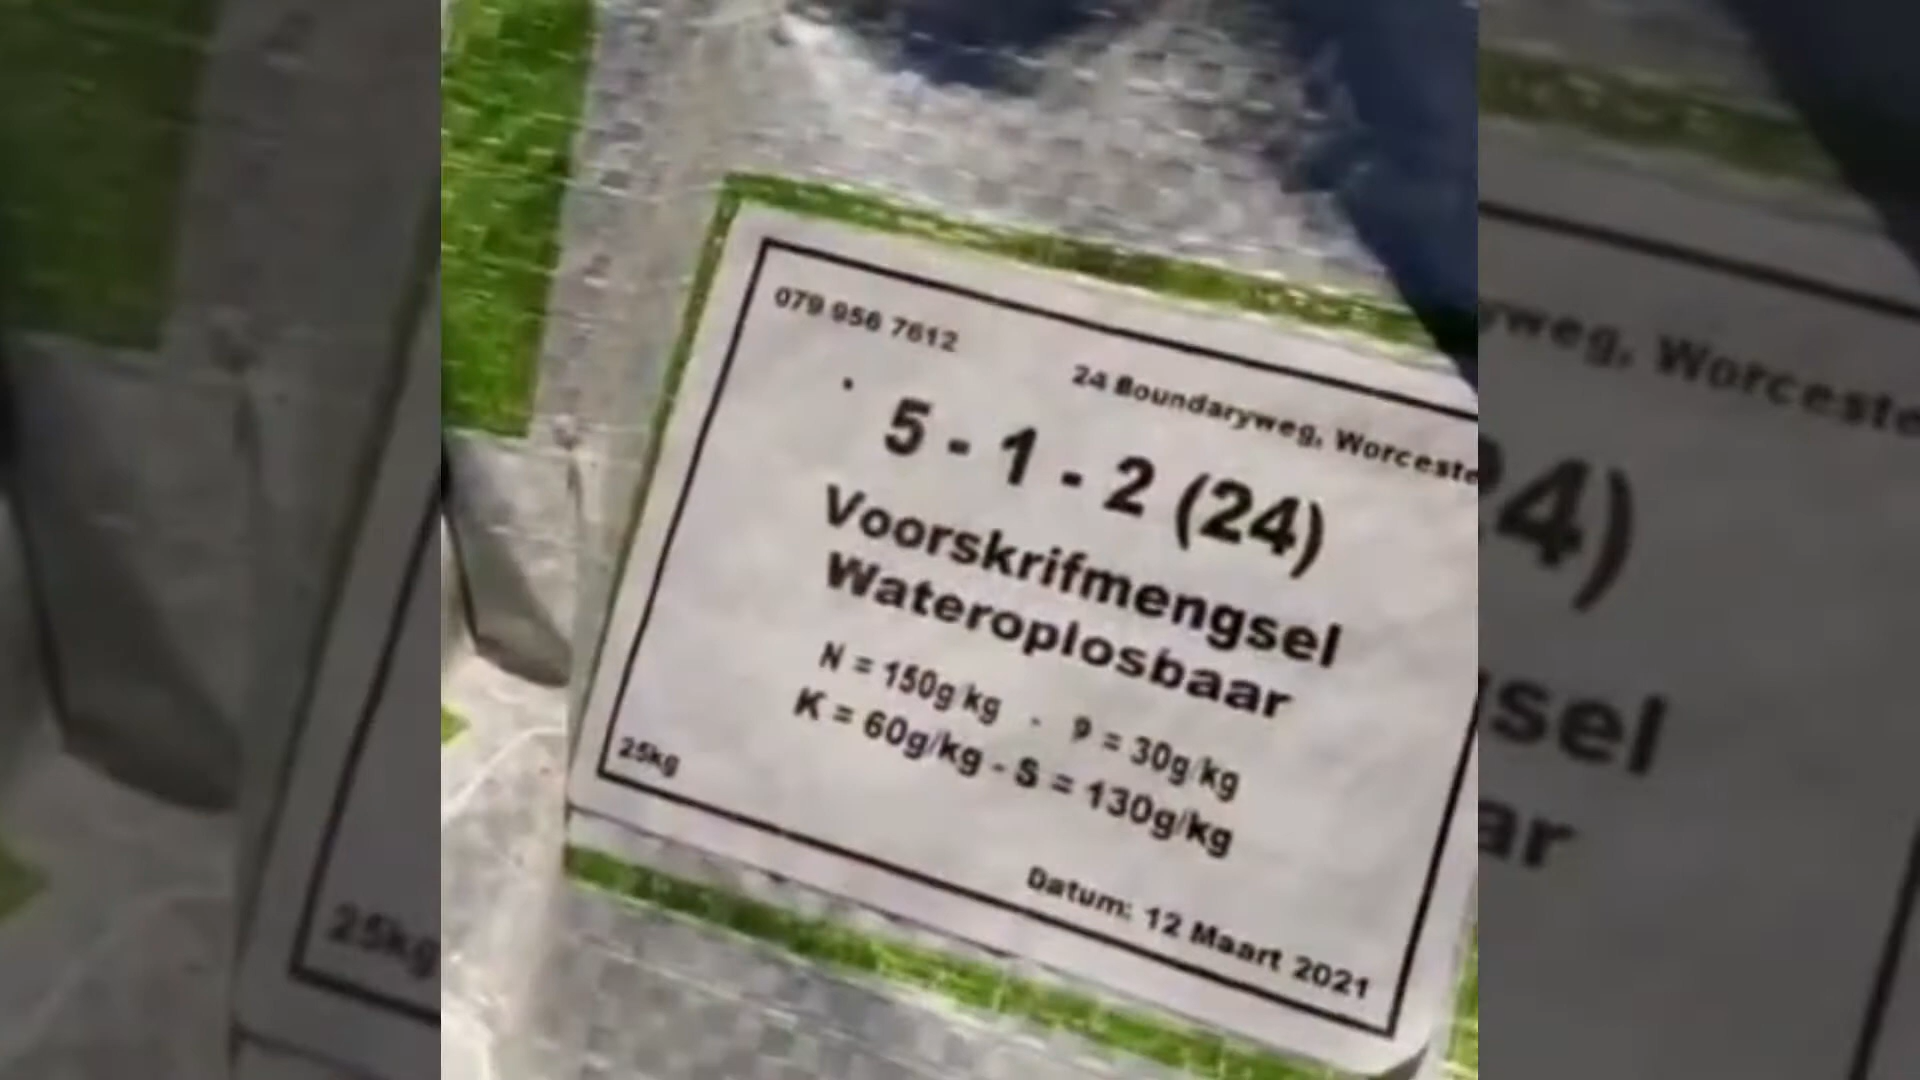 079 956 7612
24 Boundaryweg, Worceste
5 - 1 - 2 (24)
Voorskrifmengsel
Wateroplosbaar
N = 150g/kg - P = 30g/kg
K = 60g/kg - S = 130g/kg
25kg
Datum: 12 Maart 2021